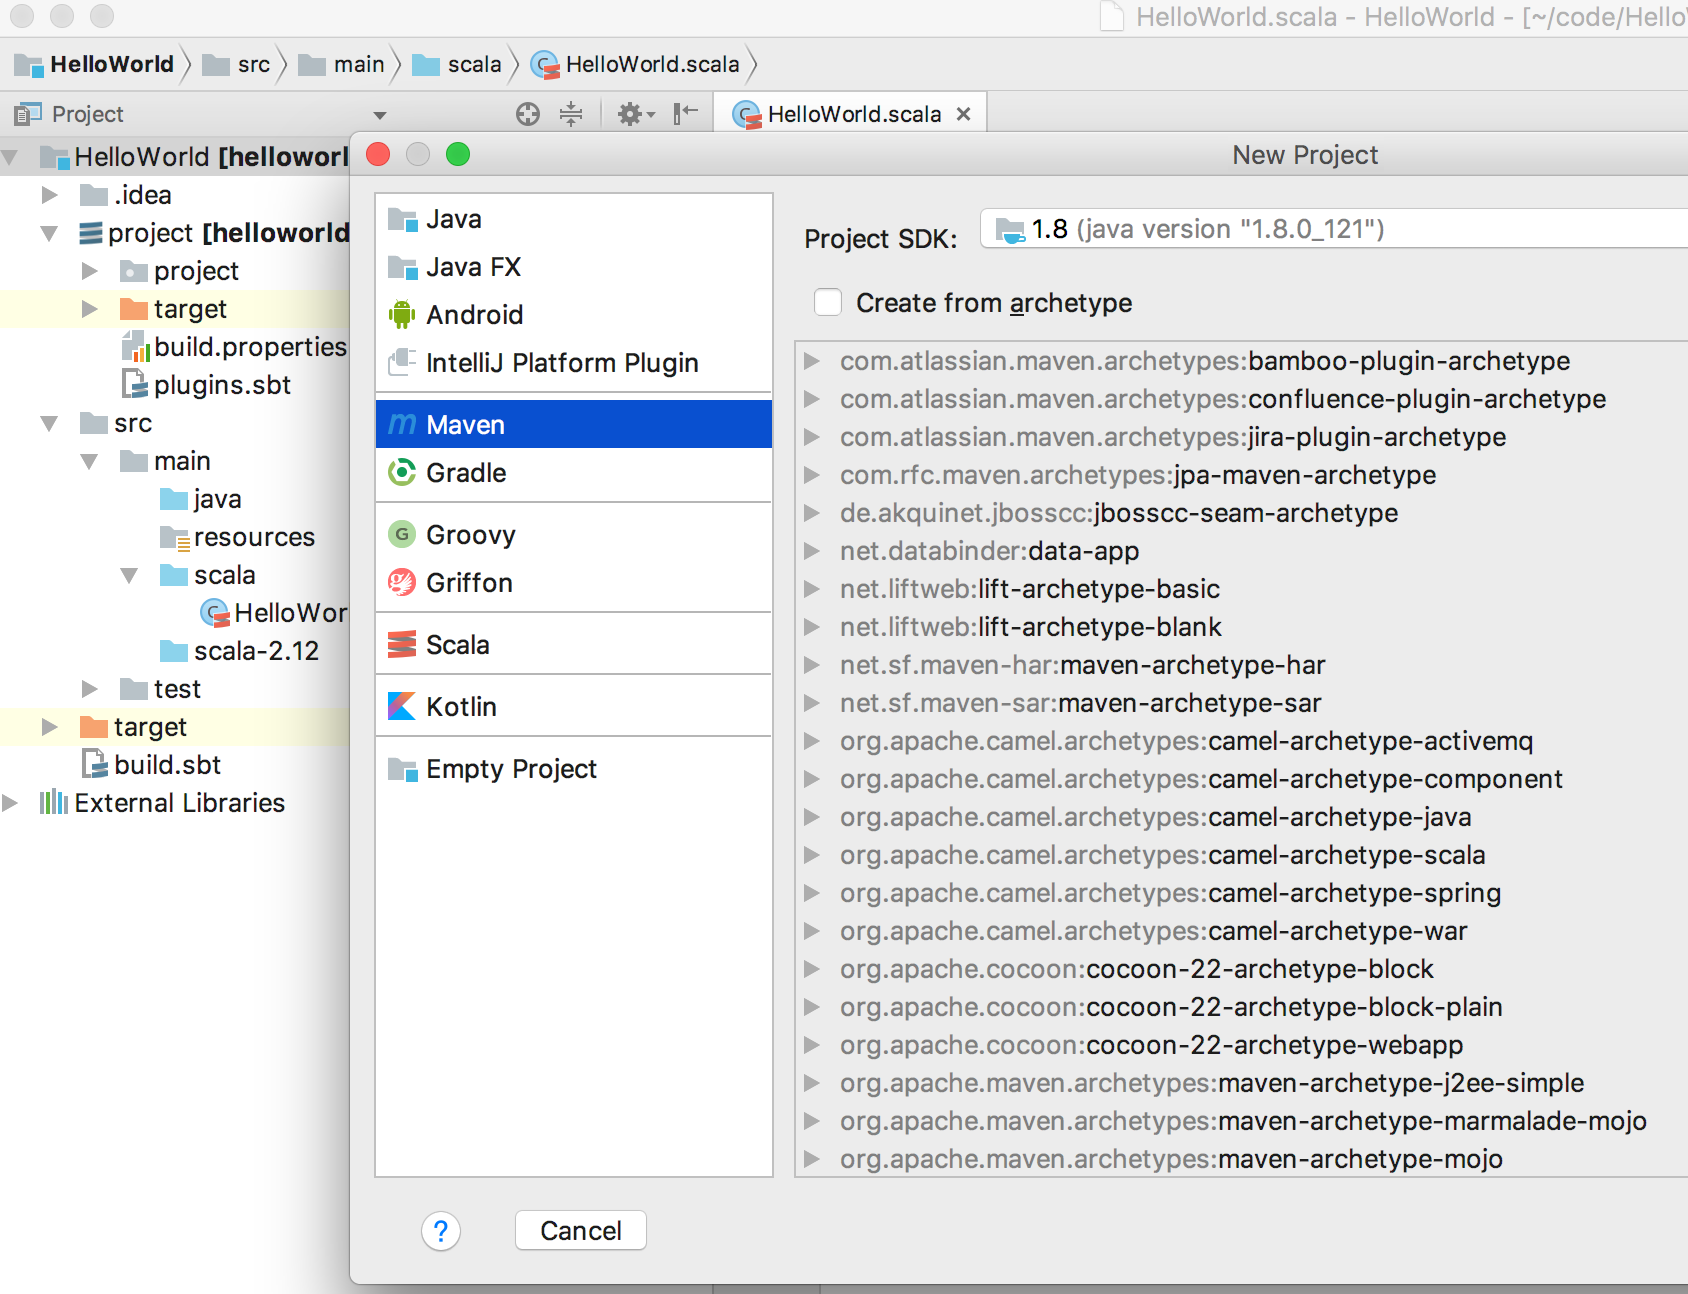 HelloWorld.scala - HelloWorld - [~/code/Hello
HelloWorld src main scala HelloWorld.scala
Project
HelloWorld.scala
HelloWorld [helloworl
.idea
project [helloworld
project
target
build.properties
plugins.sbt
src
main
java
resources
scala
HelloWor
scala-2.12
test
target
build.sbt
External Libraries
New Project
Java
Java FX
Android
IntelliJ Platform Plugin
Maven
Gradle
Groovy
Griffon
Scala
Kotlin
Empty Project
Project SDK: 1.8 (java version "1.8.0_121")
Create from archetype
com.atlassian.maven.archetypes:bamboo-plugin-archetype
com.atlassian.maven.archetypes:confluence-plugin-archetype
com.atlassian.maven.archetypes:jira-plugin-archetype
com.rfc.maven.archetypes:jpa-maven-archetype
de.akquinet.jbosscc:jbosscc-seam-archetype
net.databinder:data-app
net.liftweb:lift-archetype-basic
net.liftweb:lift-archetype-blank
net.sf.maven-har:maven-archetype-har
net.sf.maven-sar:maven-archetype-sar
org.apache.camel.archetypes:camel-archetype-activemq
org.apache.camel.archetypes:camel-archetype-component
org.apache.camel.archetypes:camel-archetype-java
org.apache.camel.archetypes:camel-archetype-scala
org.apache.camel.archetypes:camel-archetype-spring
org.apache.camel.archetypes:camel-archetype-war
org.apache.cocoon:cocoon-22-archetype-block
org.apache.cocoon:cocoon-22-archetype-block-plain
org.apache.cocoon:cocoon-22-archetype-webapp
org.apache.maven.archetypes:maven-archetype-j2ee-simple
org.apache.maven.archetypes:maven-archetype-marmalade-mojo
org.apache.maven.archetypes:maven-archetype-mojo
? Cancel